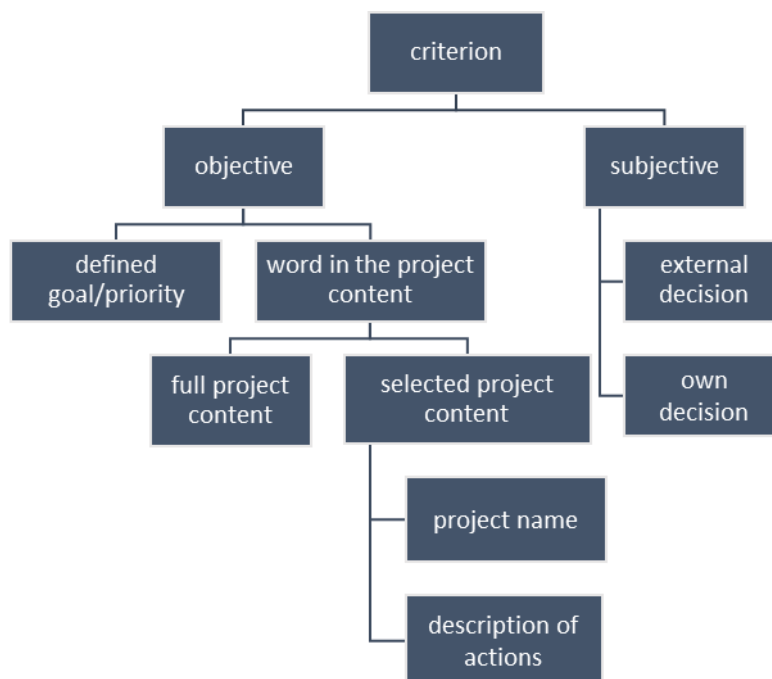 criterion
objective
subjective
defined
goal/priority
word in the project
content
external
decision
full project
content
selected project
content
own
decision
project name
description of
actions